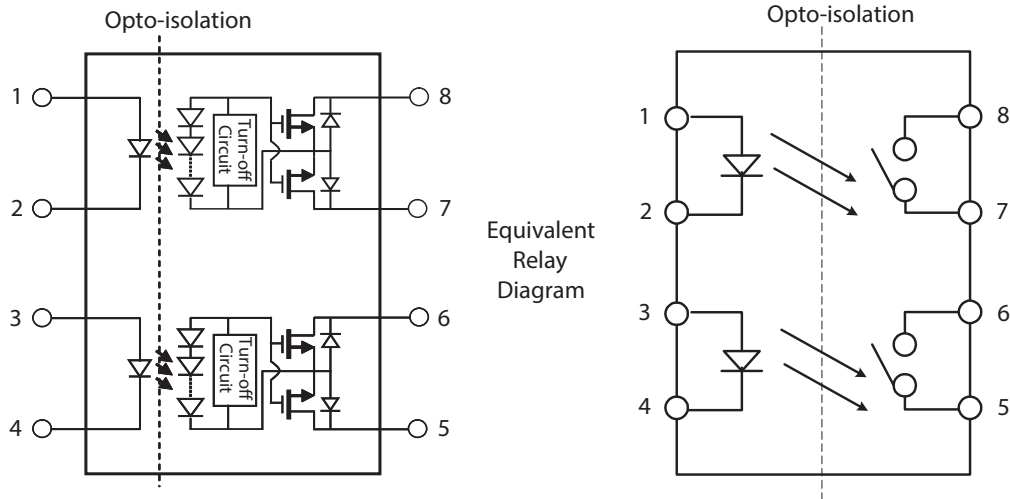 Opto-isolation
1
2
3
4
Turn-off
Circuit
Turn-off
Circuit
8
7
6
5
Equivalent
Relay
Diagram
Opto-isolation
1
2
3
4
8
7
6
5